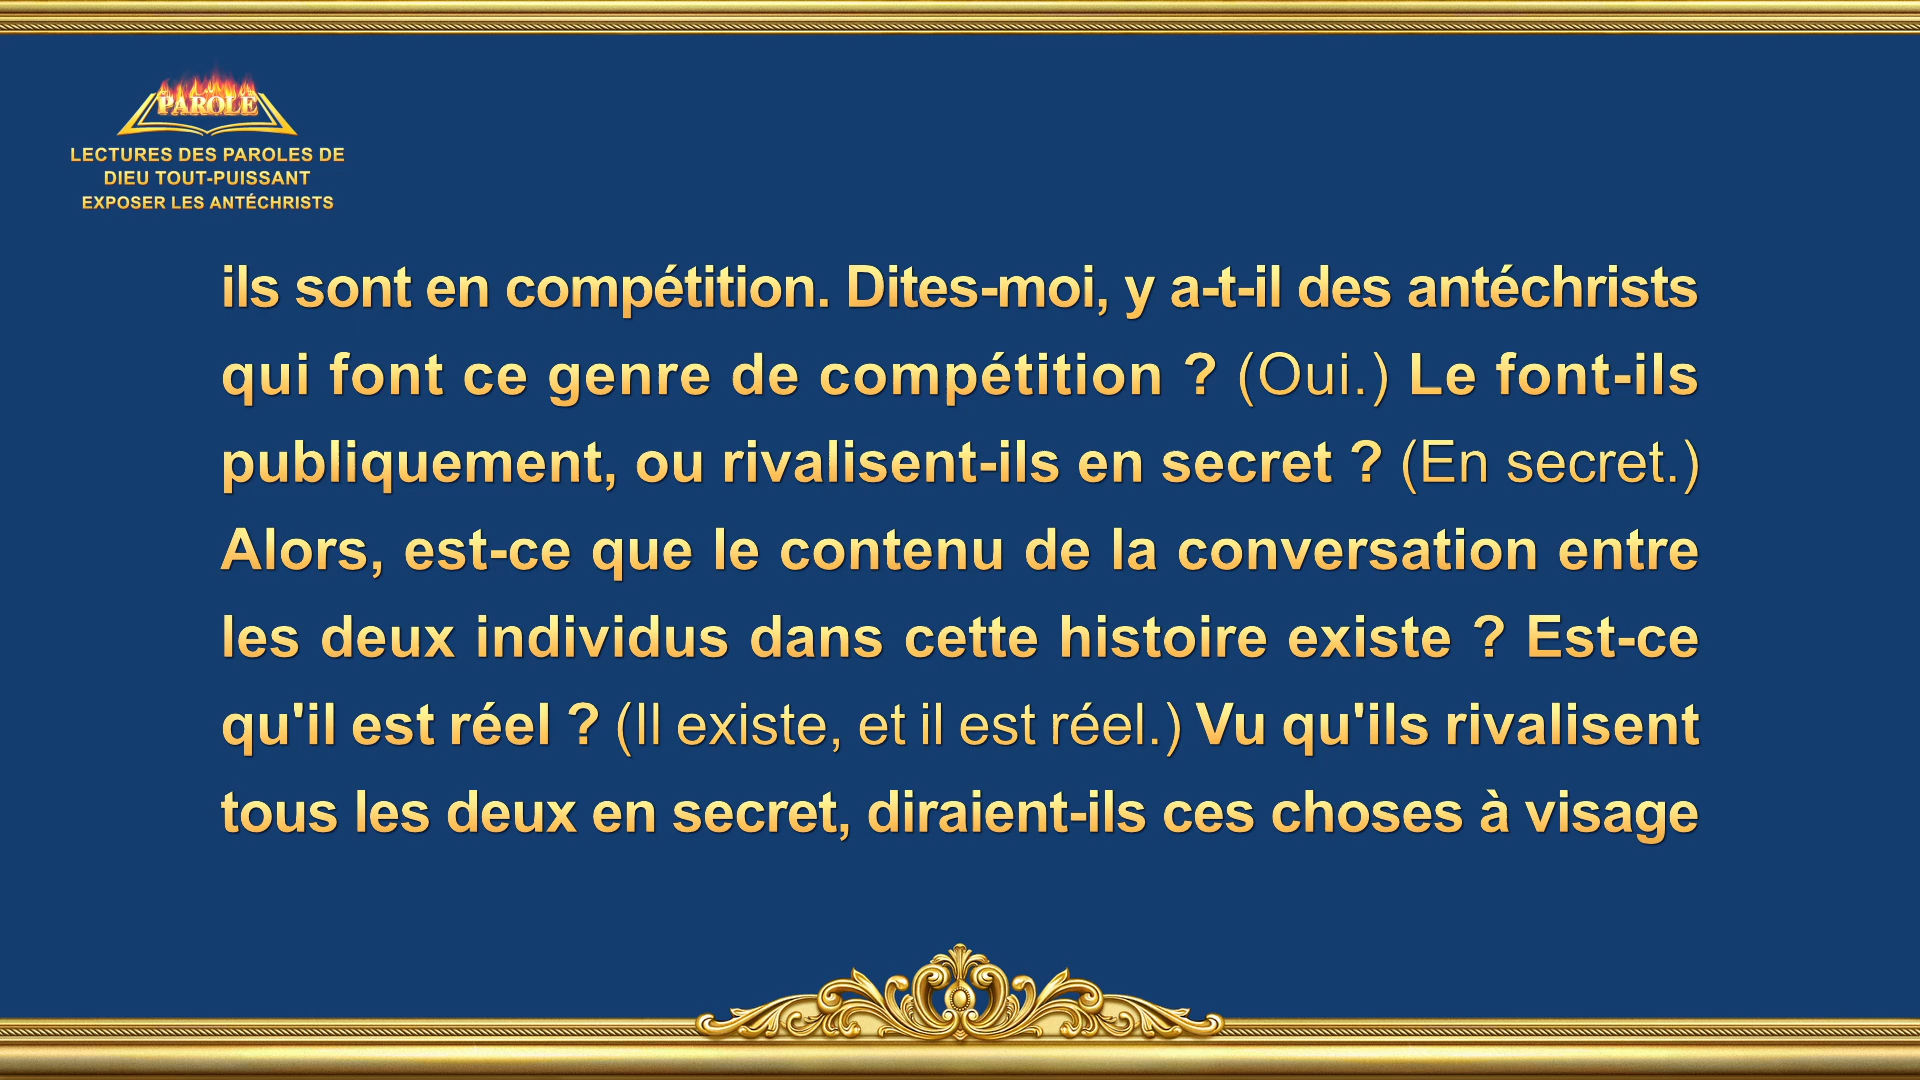 PAROLE
LECTURES DES PAROLES DE
DIEU TOUT-PUISSANT
EXPOSER LES ANTÉCHRISTS
ils sont en compétition. Dites-moi, y a-t-il des antéchrists
qui font ce genre de compétition ? (Oui.) Le font-ils
publiquement, ou rivalisent-ils en secret ? (En secret.)
Alors, est-ce que le contenu de la conversation entre
les deux individus dans cette histoire existe ? Est-ce
qu'il est réel ? (Il existe, et il est réel.) Vu qu'ils rivalisent
tous les deux en secret, diraient-ils ces choses à visage